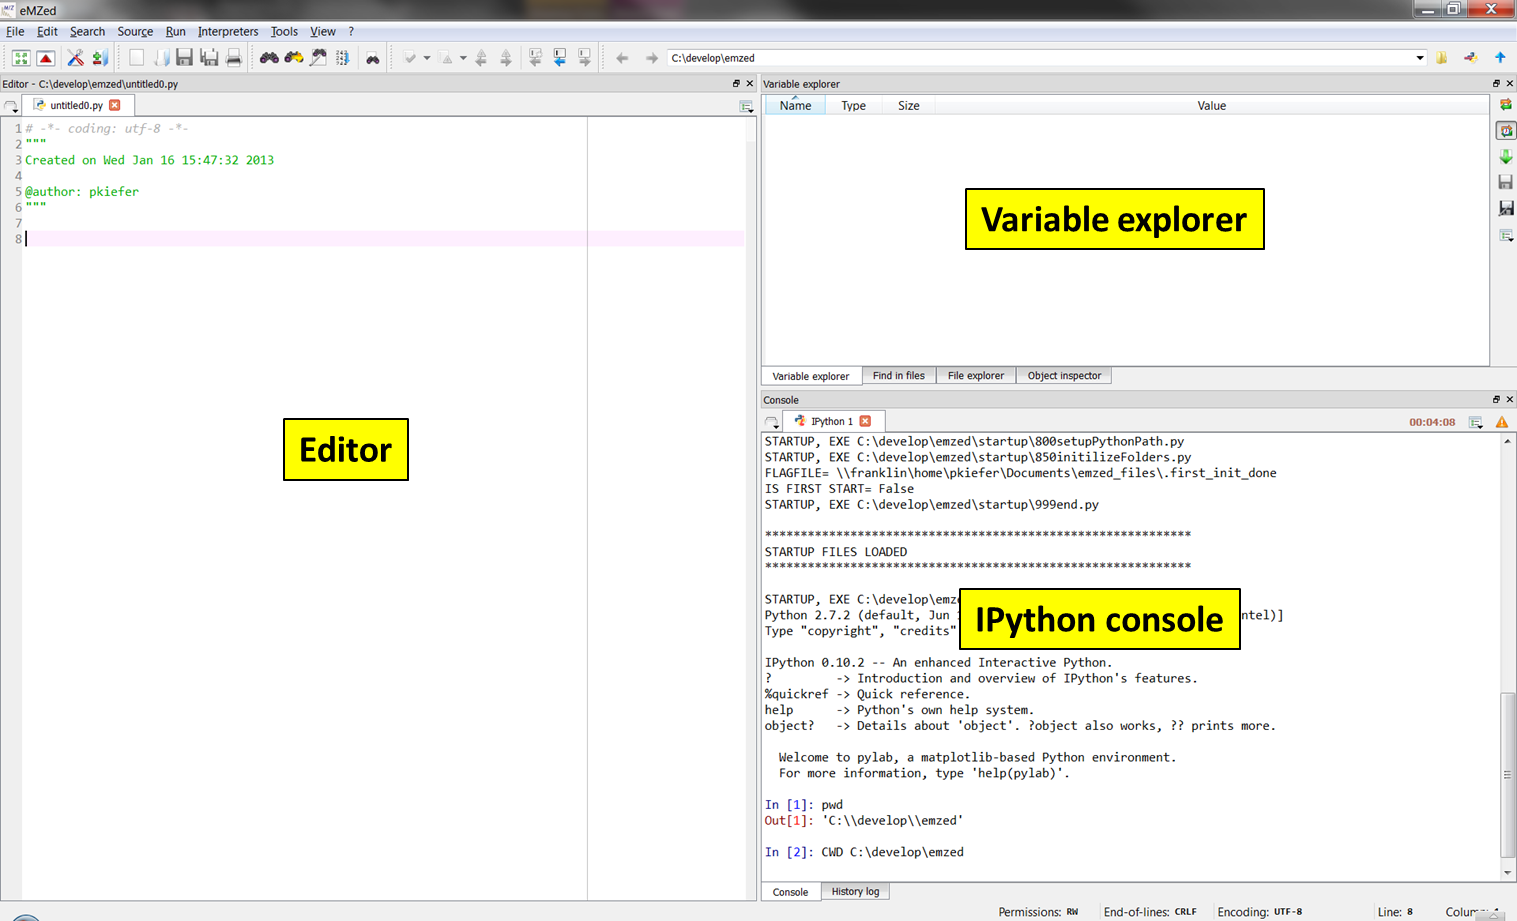 eMZed
File Edit Search Source Run Interpreters Tools View ?
C:\develop\emzed
Editor - C:\develop\emzed\untitled0.py
untitled0.py
1 # -*- coding: utf-8 -*-
2 """
3 Created on Wed Jan 16 15:47:32 2013
4
5 @author: pkiefer
6 """
7
8
Editor
Variable explorer
Name Type Size Value
Variable explorer
Variable explorer Find in files File explorer Object inspector
Console
IPython 1 00:04:08
STARTUP, EXE C:\develop\emzed\startup\800setupPythonPath.py
STARTUP, EXE C:\develop\emzed\startup\850initilizeFolders.py
FLAGFILE= \\franklin\home\pkiefer\Documents\emzed_files\.first_init_done
IS FIRST START= False
STARTUP, EXE C:\develop\emzed\startup\999end.py
************************************************************
STARTUP FILES LOADED
************************************************************
STARTUP, EXE
Python 2.7.2 (default, Jun
Type "copyright", "credits"
IPython console
IPython 0.10.2 -- An enhanced Interactive Python.
? -> Introduction and overview of IPython's features.
%quickref -> Quick reference.
help -> Python's own help system.
object? -> Details about 'object'. ?object also works, ?? prints more.
Welcome to pylab, a matplotlib-based Python environment.
For more information, type 'help(pylab)'.
In [1]: pwd
Out[1]: 'C:\\develop\\emzed'
In [2]: CWD C:\develop\emzed
Console History log
Permissions: RW End-of-lines: CRLF Encoding: UTF-8 Line: 8